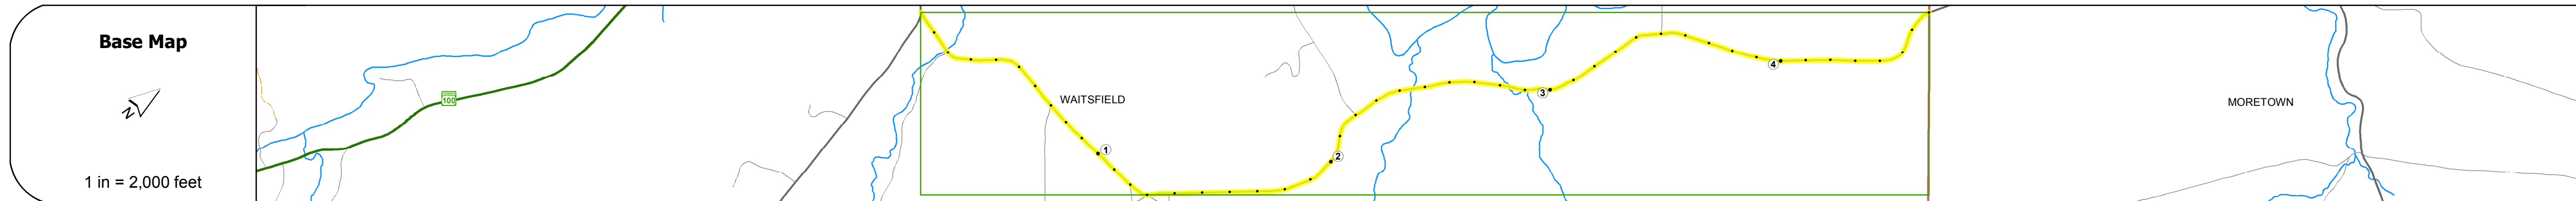 Base Map
N
1 in = 2,000 feet
100
WAITSFIELD
1
2
3
4
MORETOWN